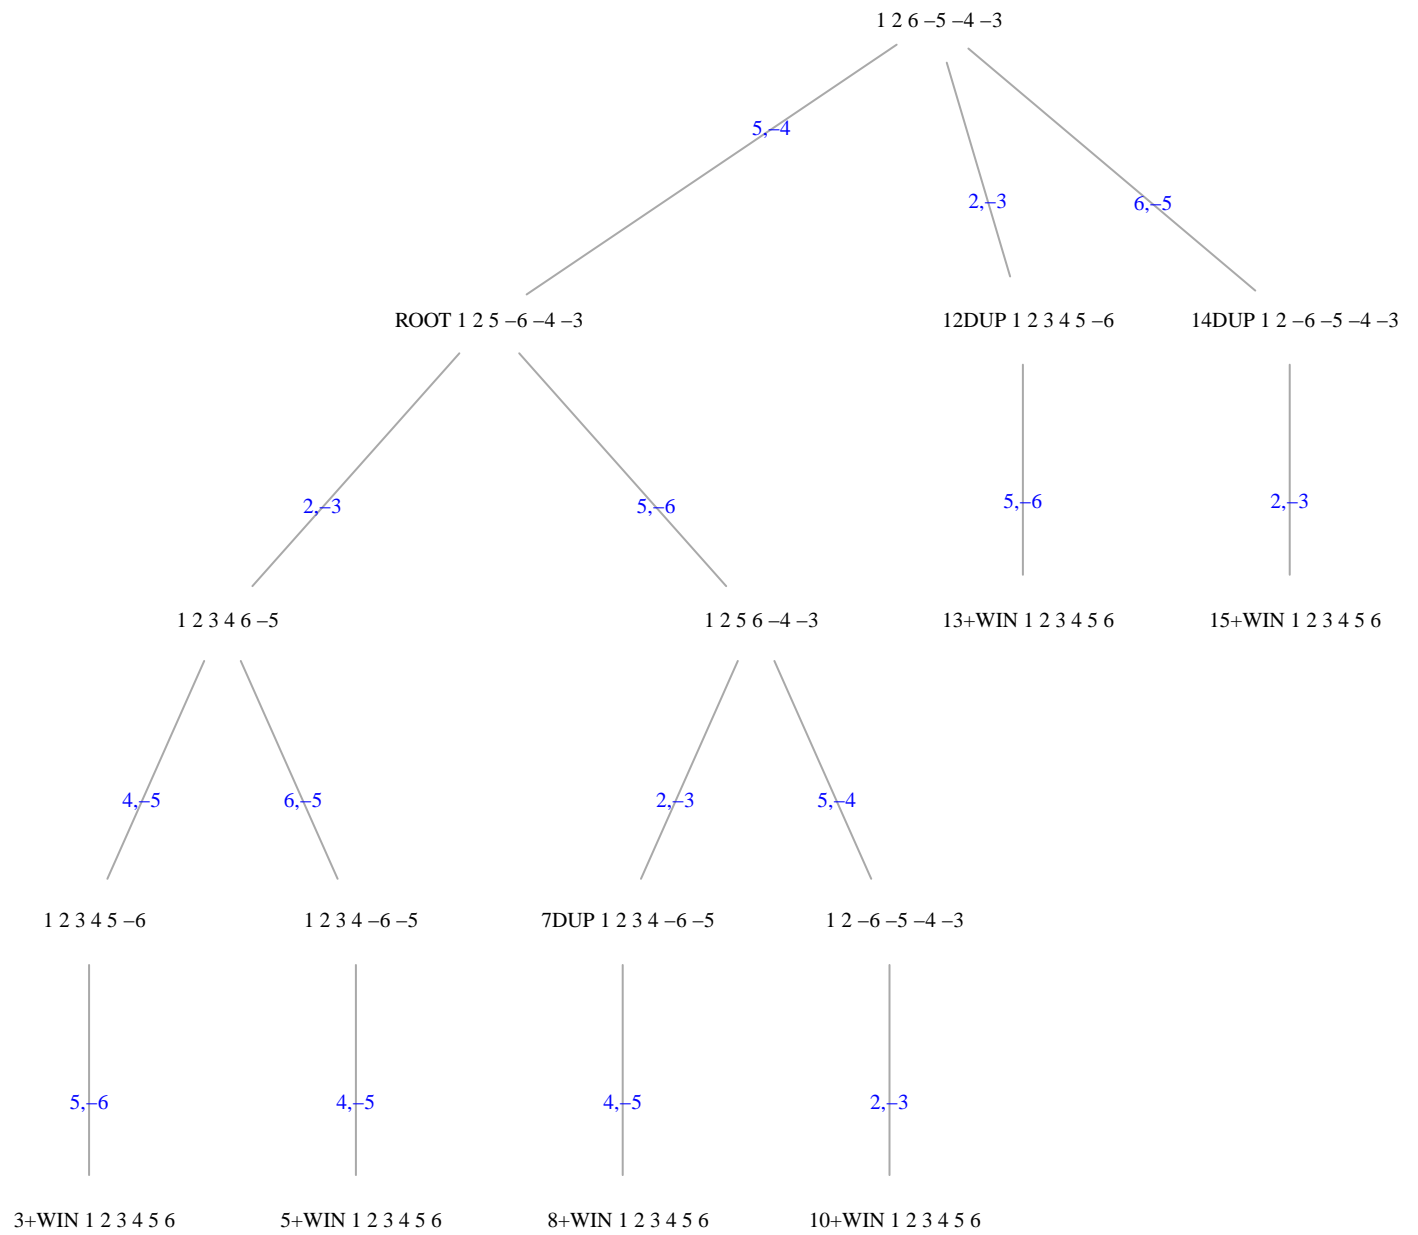 1 2 6 –5 –4 –3
5,–4
2,–3
6,–5
ROOT 1 2 5 –6 –4 –3
12DUP 1 2 3 4 5 –6
14DUP 1 2 –6 –5 –4 –3
2,–3
5,–6
5,–6
2,–3
1 2 3 4 6 –5
1 2 5 6 –4 –3
13+WIN 1 2 3 4 5 6
15+WIN 1 2 3 4 5 6
4,–5
6,–5
2,–3
5,–4
1 2 3 4 5 –6
1 2 3 4 –6 –5
7DUP 1 2 3 4 –6 –5
1 2 –6 –5 –4 –3
5,–6
4,–5
4,–5
2,–3
3+WIN 1 2 3 4 5 6
5+WIN 1 2 3 4 5 6
8+WIN 1 2 3 4 5 6
10+WIN 1 2 3 4 5 6